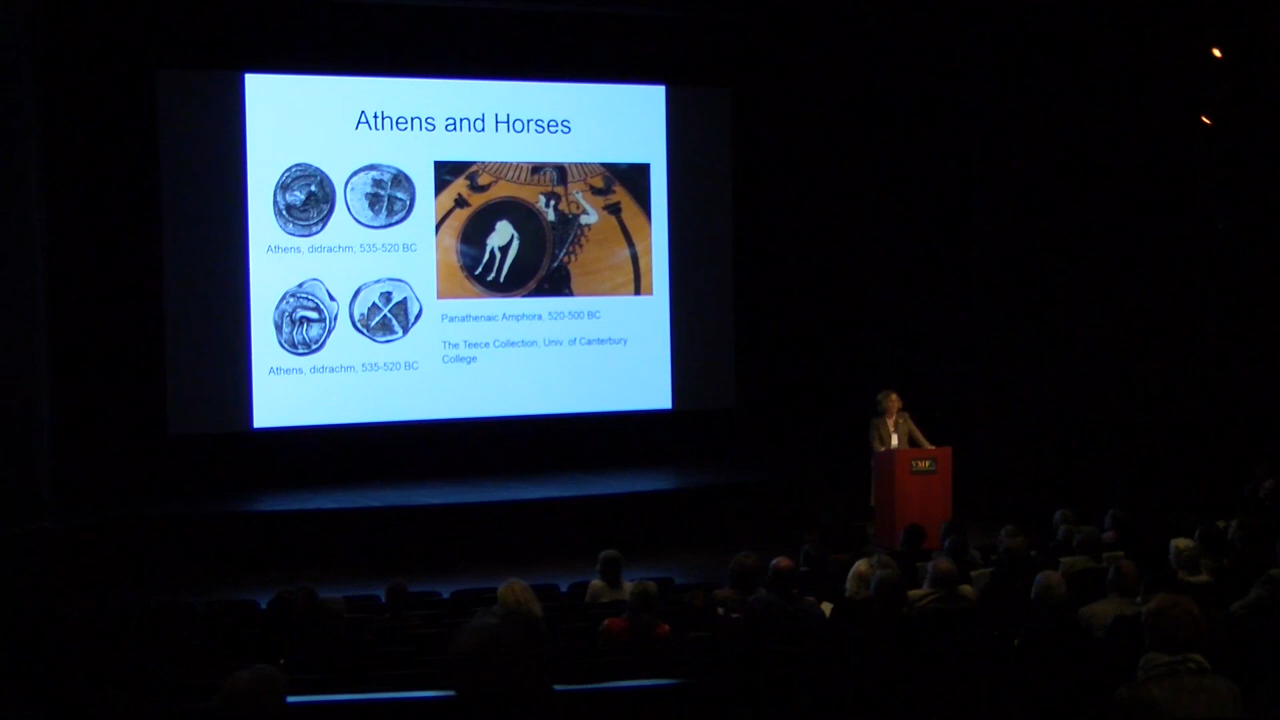 Athens and Horses
Athens, didrachm, 535-520 BC
Athens, didrachm, 535-520 BC
Panathenaic Amphora, 520-500 BC
The Teece Collection, Univ. of Canterbury
College
VMFA